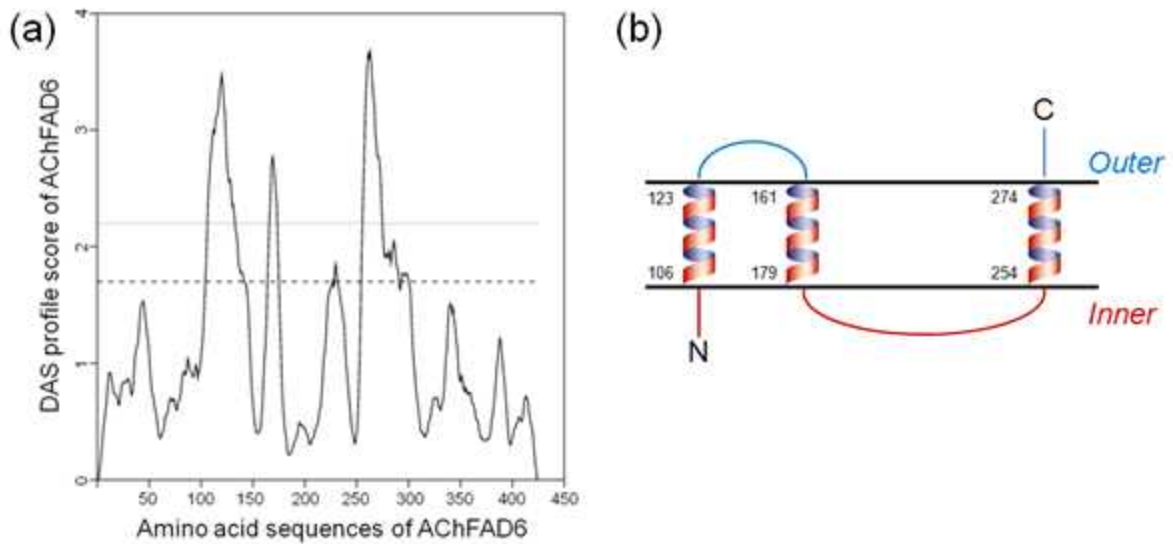 (a)
DAS profile score of AChFAD6
4
3
2
1
0
50 100 150 200 250 300 350 400 450
Amino acid sequences of AChFAD6
(b)
C
Outer
123 161 274
106 179 254
Inner
N